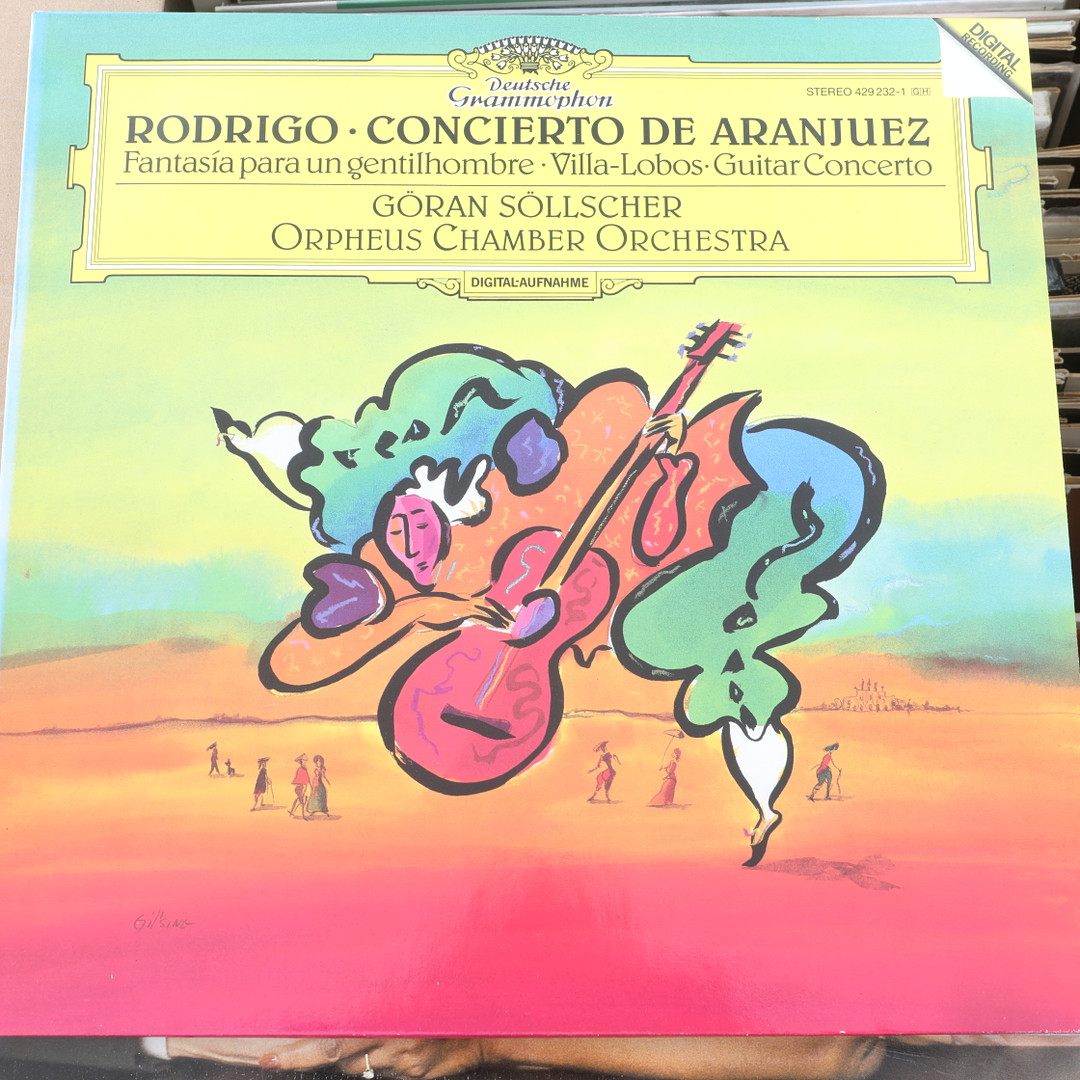 DIGITAL
RECORDING
Deutsche
Grammophon
STEREO 429 232-1 GH
RODRIGO · CONCIERTO DE ARANJUEZ
Fantasía para un gentilhombre · Villa-Lobos · Guitar Concerto
GÖRAN SÖLLSCHER
ORPHEUS CHAMBER ORCHESTRA
DIGITAL-AUFNAHME